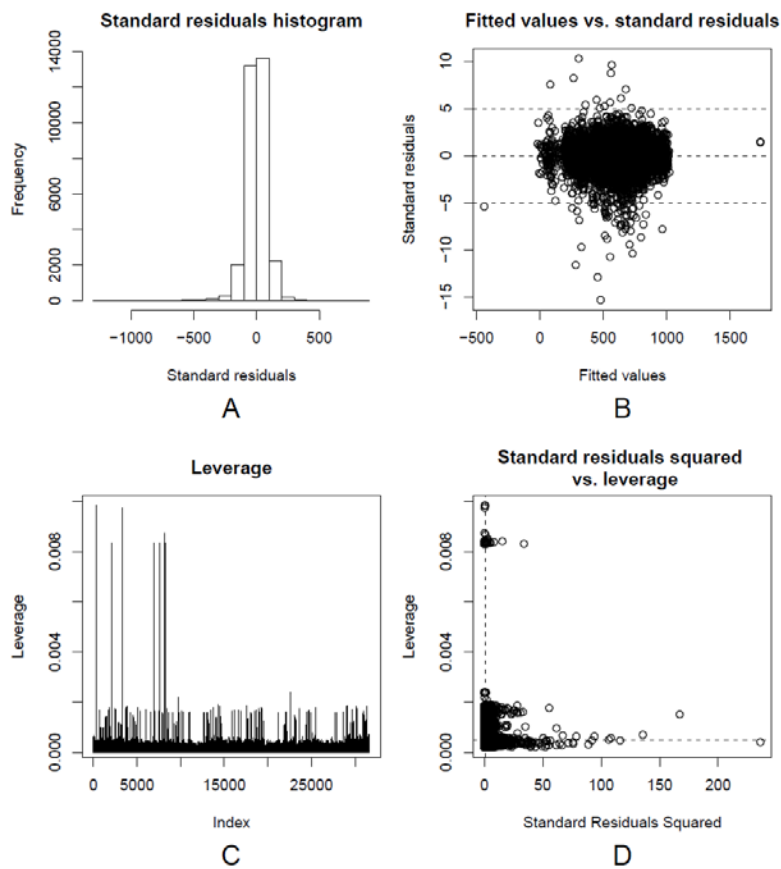 Standard residuals histogram
Frequency
14000
10000
6000
2000
0
−1000
−500
0
500
Standard residuals
A
Fitted values vs. standard residuals
Standard residuals
10
5
0
−5
−10
−15
−500
0
500
1000
1500
Fitted values
B
Leverage
Leverage
0.008
0.004
0.000
0
5000
15000
25000
Index
C
Standard residuals squared
vs. leverage
Leverage
0.008
0.004
0.000
0
50
100
150
200
Standard Residuals Squared
D